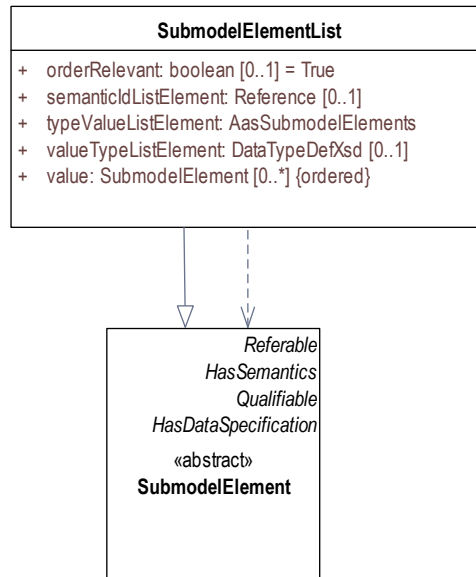 SubmodelElementList
+ orderRelevant: boolean [0..1] = True
+ semanticIdListElement: Reference [0..1]
+ typeValueListElement: AasSubmodelElements
+ valueTypeListElement: DataTypeDefXsd [0..1]
+ value: SubmodelElement [0..*] {ordered}
Referable
HasSemantics
Qualifiable
HasDataSpecification
«abstract»
SubmodelElement